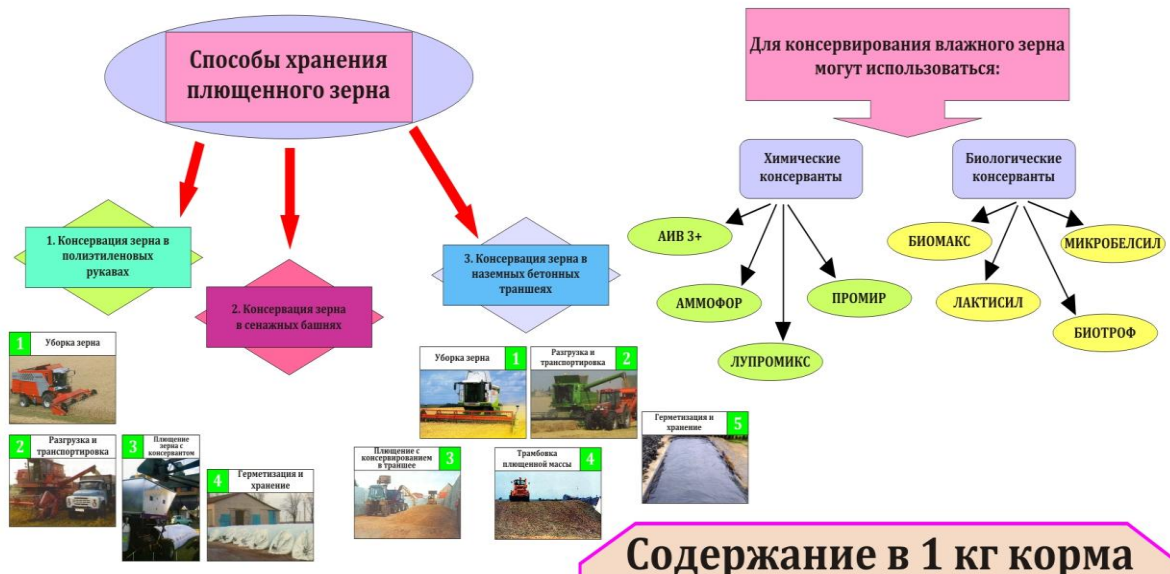 Способы хранения
плющенного зерна
1. Консервация зерна в
полиэтиленовых
рукавах
2. Консервация зерна
в сенажных башнях
3. Консервация зерна в
наземных бетонных
траншеях
1 Уборка зерна
2 Разгрузка и
транспортировка
3 Плющение
зерна с
консервантом
4 Герметизация и
хранение
Уборка зерна 1
Разгрузка и
транспортировка 2
Плющение с
консервированием
в траншее 3
Трамбовка
плющенной массы 4
Герметизация и
хранение 5
Для консервирования влажного зерна
могут использоваться:
Химические
консерванты
АИВ 3+
АММОФОР
ЛУПРОМИКС
ПРОМИР
Биологические
консерванты
БИОМАКС
ЛАКТИСИЛ
БИОТРОФ
МИКРОБЕЛСИЛ
Содержание в 1 кг корма